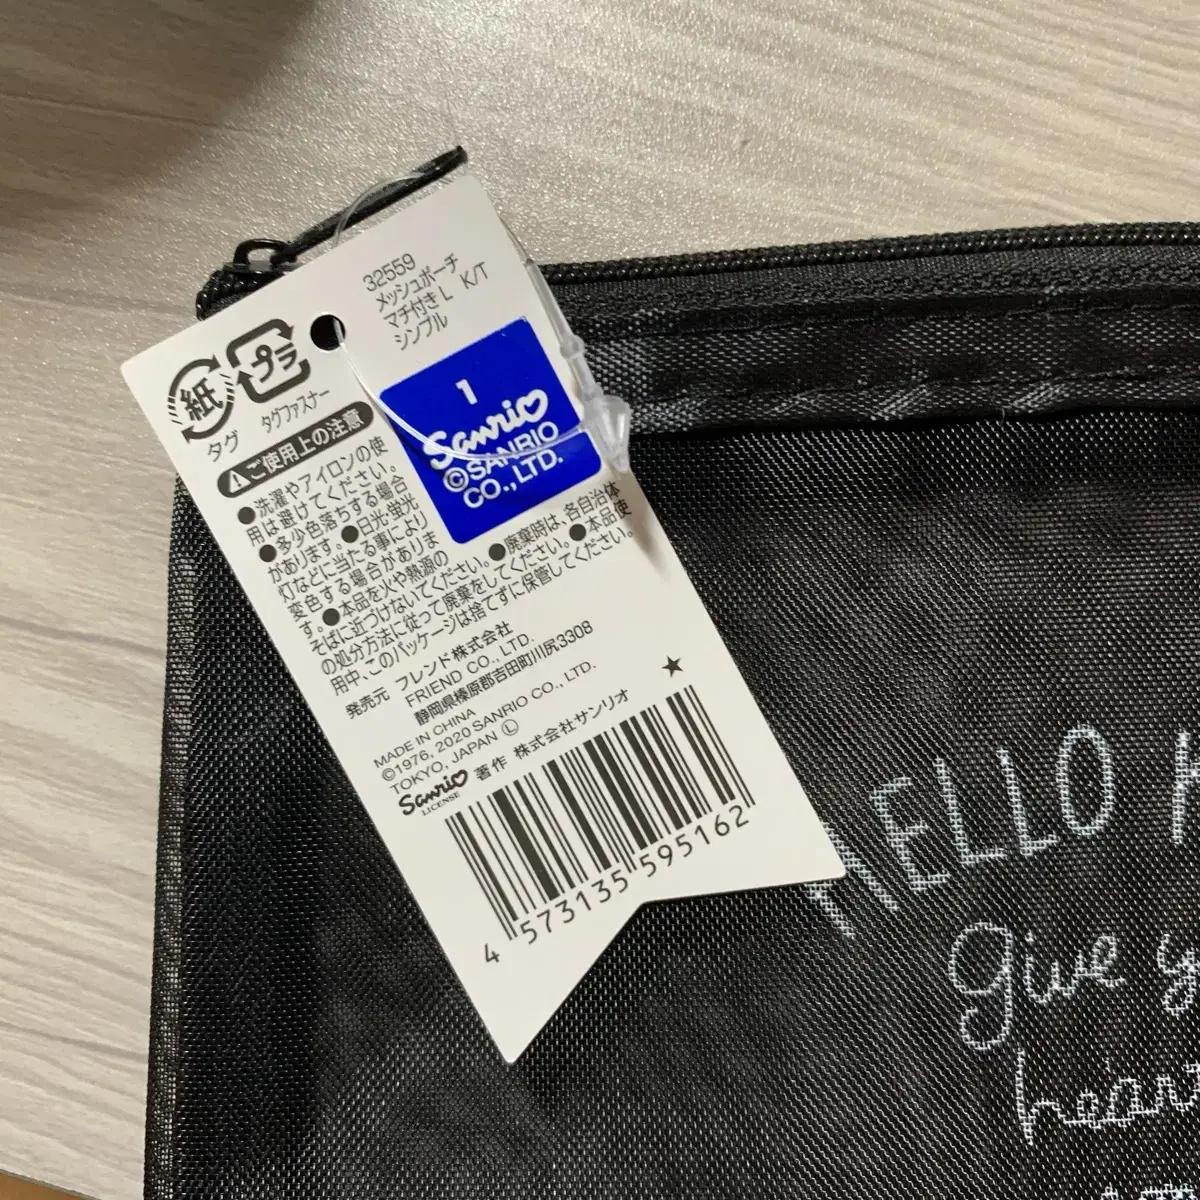 32559
メッシュポーチ
マチ付きL K/T
シンプル
紙
タグ
プラ
タグファスナー
1
Sanrio
©SANRIO
CO.,LTD.
ご使用上の注意
●洗濯やアイロンの使
用は避けてください。
●多少色落ちする場合
があります。●日光・蛍光
灯などに当たる事により
変色する場合がありま
す。●本品を火や熱源の
そばに近づけないでください。●廃棄時は、各自治体
の処分方法に従って廃棄をしてください。●本品使
用中、このパッケージは捨てずに保管してください。
発売元 フレンド株式会社
FRIEND CO., LTD.
静岡県榛原郡吉田町川尻3308
MADE IN CHINA
©1976, 2020 SANRIO CO., LTD.
TOKYO, JAPAN Ⓛ
Sanrio
LICENSE
著作 株式会社サンリオ
★
4 573135 595162
HELLO
give
heart